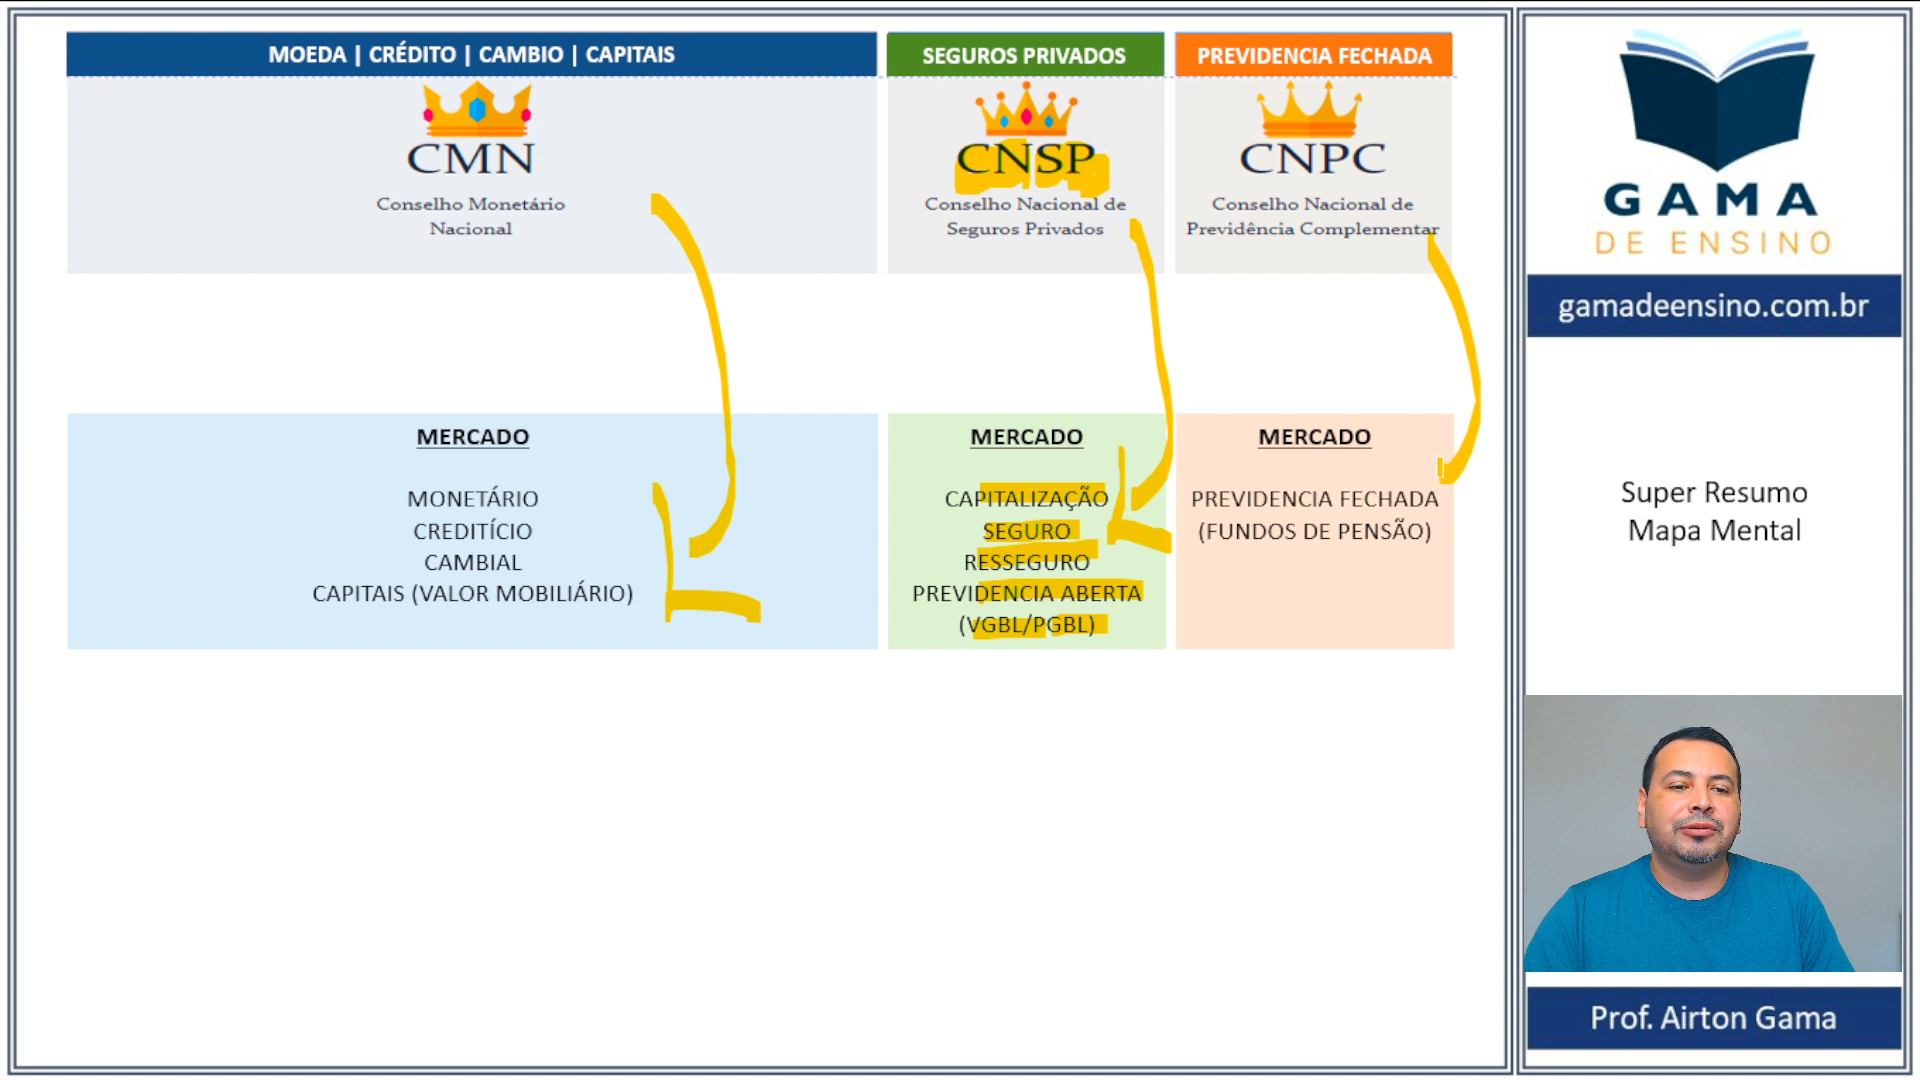 MOEDA | CRÉDITO | CAMBIO | CAPITAIS
CMN
Conselho Monetário
Nacional
MERCADO
MONETÁRIO
CREDITÍCIO
CAMBIAL
CAPITAIS (VALOR MOBILIÁRIO)
SEGUROS PRIVADOS
CNSP
Conselho Nacional de
Seguros Privados
MERCADO
CAPITALIZAÇÃO
SEGURO
RESSEGURO
PREVIDENCIA ABERTA
(VGBL/PGBL)
PREVIDENCIA FECHADA
CNPC
Conselho Nacional de
Previdência Complementar
MERCADO
PREVIDENCIA FECHADA
(FUNDOS DE PENSÃO)
GAMA
DE ENSINO
gamadeensino.com.br
Super Resumo
Mapa Mental
Prof. Airton Gama